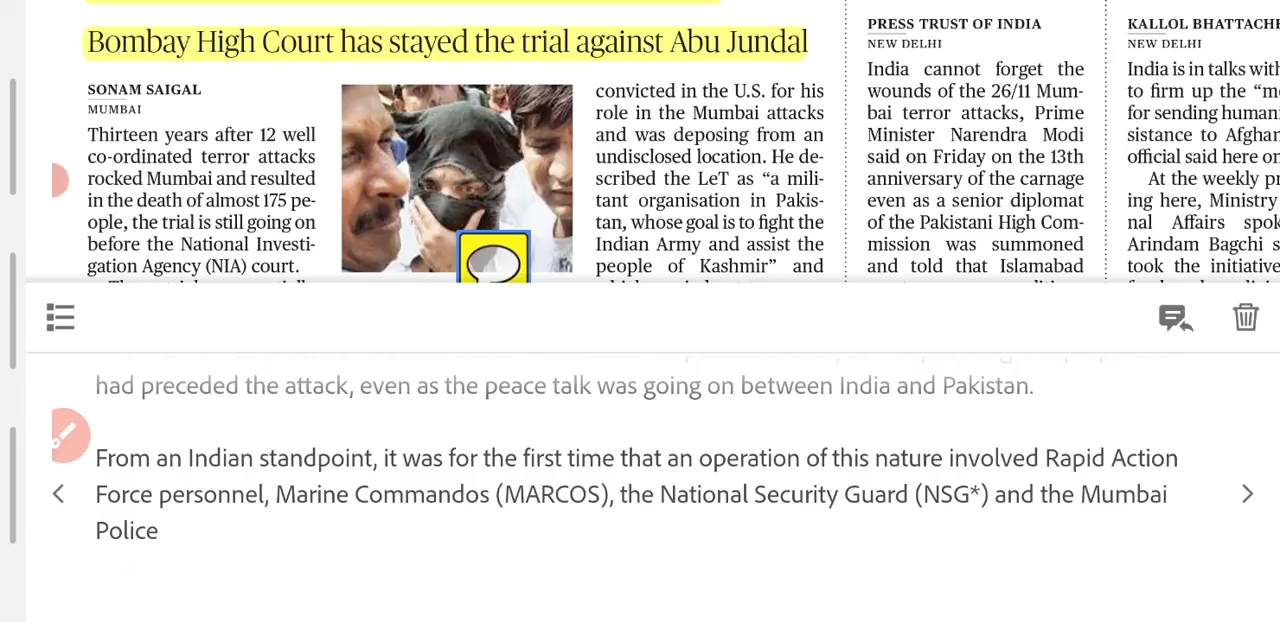 Bombay High Court has stayed the trial against Abu Jundal
SONAM SAIGAL
MUMBAI
Thirteen years after 12 well
co-ordinated terror attacks
rocked Mumbai and resulted
in the death of almost 175 pe-
ople, the trial is still going on
before the National Investi-
gation Agency (NIA) court.
convicted in the U.S. for his
role in the Mumbai attacks
and was deposing from an
undisclosed location. He de-
scribed the LeT as “a mili-
tant organisation in Pakis-
tan, whose goal is to fight the
Indian Army and assist the
people of Kashmir” and
PRESS TRUST OF INDIA
NEW DELHI
India cannot forget the
wounds of the 26/11 Mum-
bai terror attacks, Prime
Minister Narendra Modi
said on Friday on the 13th
anniversary of the carnage
even as a senior diplomat
of the Pakistani High Com-
mission was summoned
and told that Islamabad
KALLOL BHATTACHE
NEW DELHI
India is in talks with
to firm up the “m
for sending human
sistance to Afghan
official said here on
At the weekly pr
ing here, Ministry
nal Affairs spok
Arindam Bagchi s
took the initiative
had preceded the attack, even as the peace talk was going on between India and Pakistan.
From an Indian standpoint, it was for the first time that an operation of this nature involved Rapid Action
Force personnel, Marine Commandos (MARCOS), the National Security Guard (NSG*) and the Mumbai
Police